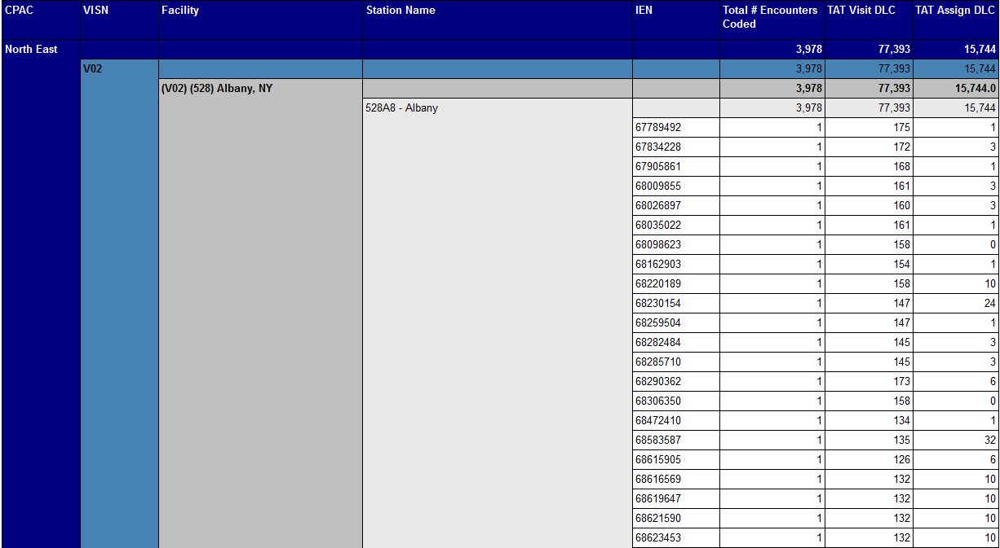 CPAC VISN Facility Station Name IEN Total # Encounters Coded TAT Visit DLC TAT Assign DLC
North East 3,978 77,393 15,744
V02 3,978 77,393 15,744
(V02) (528) Albany, NY 3,978 77,393 15,744.0
528A8 - Albany 3,978 77,393 15,744
67789492 1 175 1
67834228 1 172 3
67905861 1 168 1
68009855 1 161 3
68026897 1 160 3
68035022 1 161 1
68098623 1 158 0
68162903 1 154 1
68220189 1 158 10
68230154 1 147 24
68259504 1 147 1
68282484 1 145 3
68285710 1 145 3
68290362 1 173 6
68306350 1 158 0
68472410 1 134 1
68583587 1 135 32
68615905 1 126 6
68616569 1 132 10
68619647 1 132 10
68621590 1 132 10
68623453 1 132 10